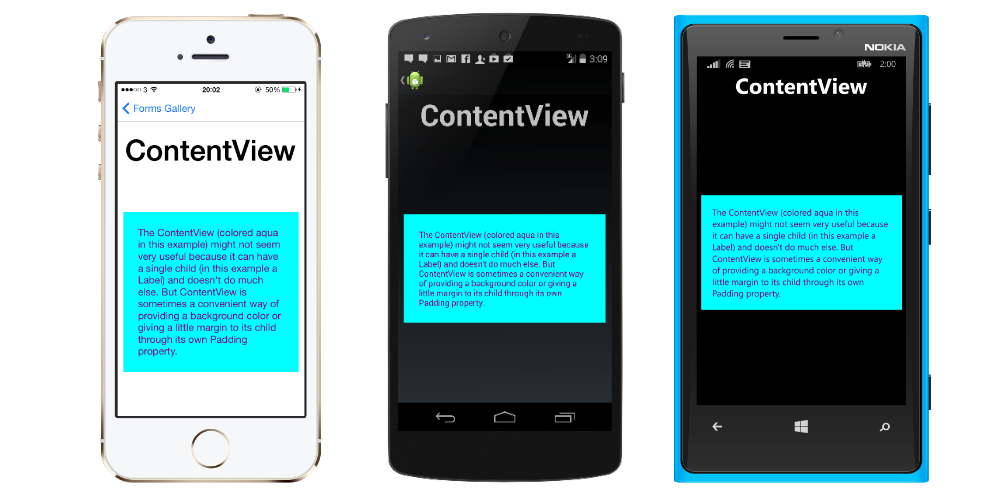 ●●●○○ 3 20:02 50%
Forms Gallery
ContentView
The ContentView (colored aqua
in this example) might not seem
very useful because it can have
a single child (in this example a
Label) and doesn't do much
else. But ContentView is
sometimes a convenient way of
providing a background color or
giving a little margin to its child
through its own Padding
property.
3G 3:09
ContentView
The ContentView (colored aqua in this
example) might not seem very useful because
it can have a single child (in this example a
Label) and doesn't do much else. But
ContentView is sometimes a convenient way
of providing a background color or giving a
little margin to its child through its own
Padding property.
NOKIA
2:00
ContentView
The ContentView (colored aqua in this
example) might not seem very useful because
it can have a single child (in this example a
Label) and doesn't do much else. But
ContentView is sometimes a convenient way
of providing a background color or giving a
little margin to its child through its own
Padding property.